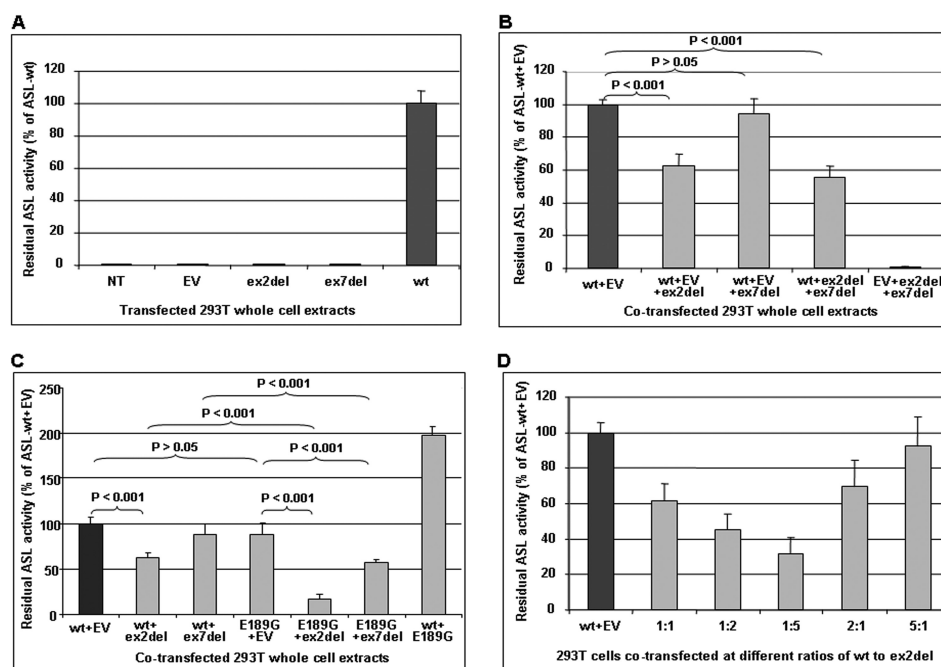 A
Residual ASL activity (% of ASL-wt)
120
100
80
60
40
20
0
NT EV ex2del ex7del wt
Transfected 293T whole cell extracts
B
Residual ASL activity (% of ASL-wt+EV)
120
100
80
60
40
20
0
P < 0.001
P > 0.05
P < 0.001
wt+EV wt+EV wt+EV wt+ex2del EV+ex2del
+ex2del +ex7del +ex7del +ex7del
Co-transfected 293T whole cell extracts
C
Residual ASL activity (% of ASL-wt+EV)
250
200
150
100
50
0
P < 0.001
P < 0.001
P > 0.05 P < 0.001
P < 0.001 P < 0.001
wt+EV wt+ wt+ E189G E189G E189G wt+
ex2del ex7del +EV +ex2del +ex7del E189G
Co-transfected 293T whole cell extracts
D
Residual ASL activity (% of ASL-wt+EV)
120
100
80
60
40
20
0
wt+EV 1:1 1:2 1:5 2:1 5:1
293T cells co-transfected at different ratios of wt to ex2del